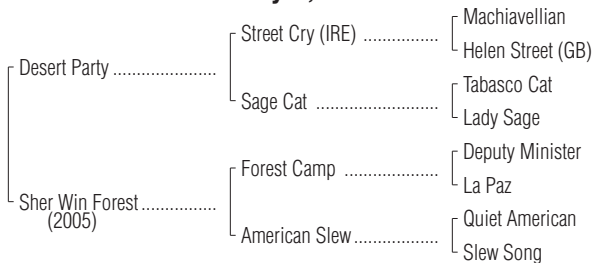 Machiavellian
Street Cry (IRE) ................
Helen Street (GB)
Desert Party ......................
Tabasco Cat
Sage Cat ..........................
Lady Sage
Deputy Minister
Forest Camp ....................
La Paz
Sher Win Forest ................
(2005)
Quiet American
American Slew ..................
Slew Song